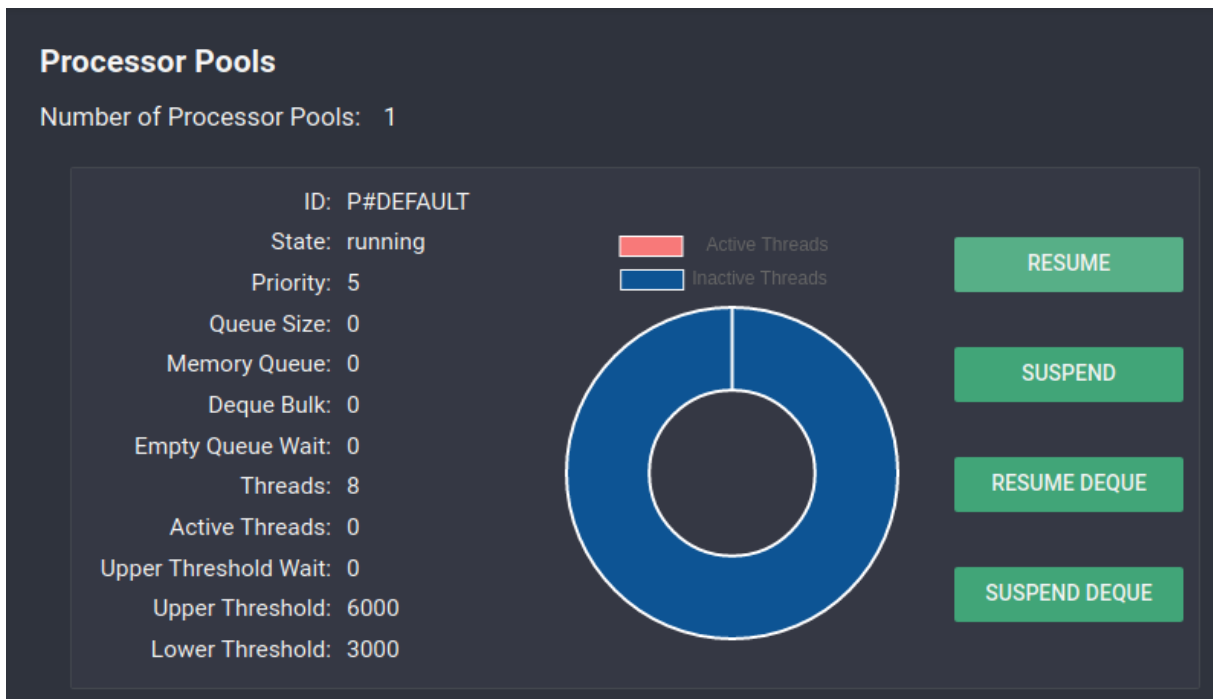 Processor Pools
Number of Processor Pools: 1
ID: P#DEFAULT
State: running
Priority: 5
Queue Size: 0
Memory Queue: 0
Deque Bulk: 0
Empty Queue Wait: 0
Threads: 8
Active Threads: 0
Upper Threshold Wait: 0
Upper Threshold: 6000
Lower Threshold: 3000
Active Threads
Inactive Threads
RESUME
SUSPEND
RESUME DEQUE
SUSPEND DEQUE